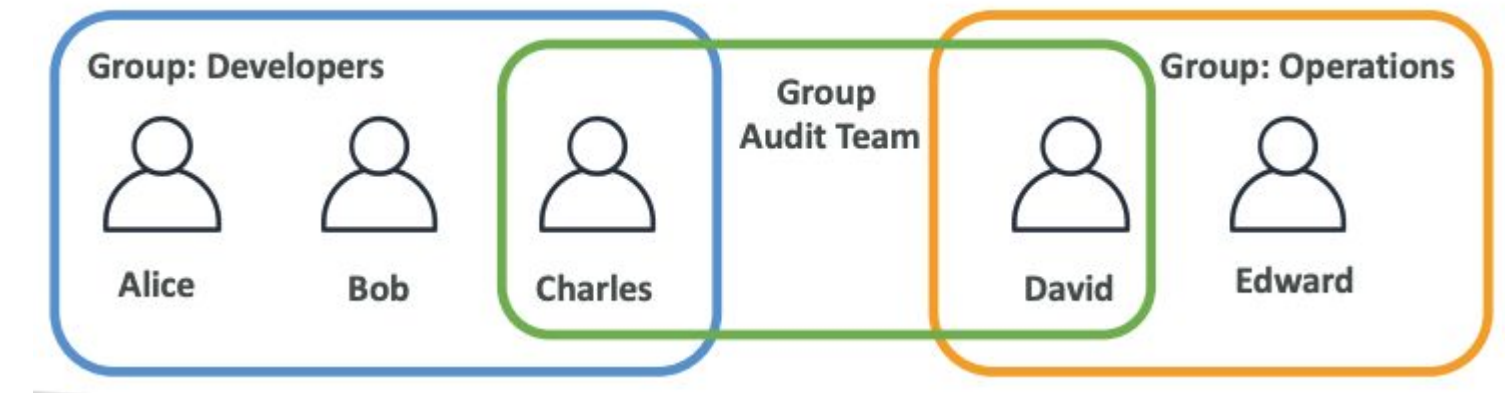 Group: Developers
Group
Audit Team
Group: Operations
Alice
Bob
Charles
David
Edward